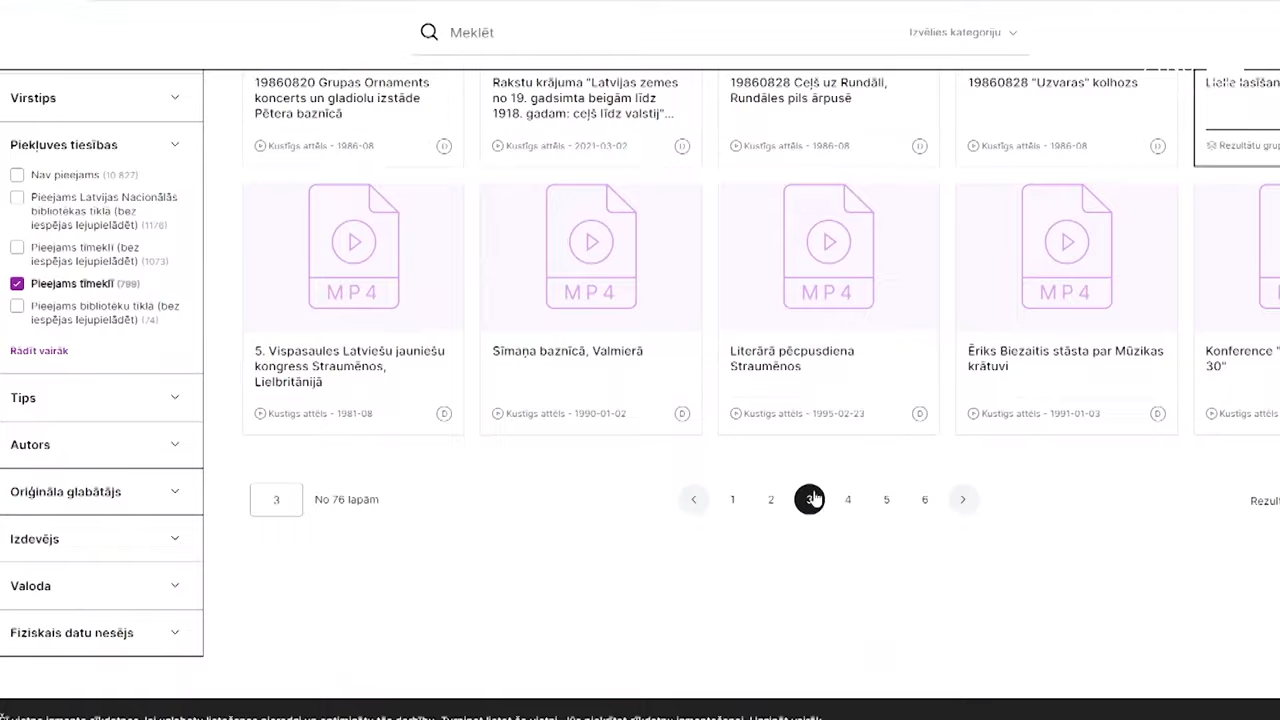 Meklēt
Izvēlies kategoriju
Virstips
Piekļuves tiesības
Nav pieejams (10 827)
Pieejams Latvijas Nacionālās
bibliotēkas tīklā (bez
iespējas lejupielādēt) (1176)
Pieejams tīmeklī (bez
iespējas lejupielādēt) (1073)
Pieejams tīmeklī (799)
Pieejams bibliotēku tīklā (bez
iespējas lejupielādēt) (74)
Rādīt vairāk
Tips
Autors
Oriģināla glabātājs
Izdevējs
Valoda
Fiziskais datu nesējs
19860820 Grupas Ornaments
koncerts un gladiolu izstāde
Pētera baznīcā
Kustīgs attēls - 1986-08
D
Rakstu krājuma "Latvijas zemes
no 19. gadsimta beigām līdz
1918. gadam: ceļš līdz valstij"...
Kustīgs attēls - 2021-03-02
D
19860828 Ceļš uz Rundāli,
Rundāles pils ārpusē
Kustīgs attēls - 1986-08
D
19860828 "Uzvaras" kolhozs
Kustīgs attēls - 1986-08
D
MP4
5. Vispasaules Latviešu jauniešu
kongress Straumēnos,
Lielbritānijā
Kustīgs attēls - 1981-08
D
MP4
Sīmaņa baznīcā, Valmierā
Kustīgs attēls - 1990-01-02
D
MP4
Literārā pēcpusdiena
Straumēnos
Kustīgs attēls - 1995-02-23
D
MP4
Ēriks Biezaitis stāsta par Mūzikas
krātuvi
Kustīgs attēls - 1991-01-03
D
Konference "
30"
Kustīgs attēls
3
No 76 lapām
1 2 3 4 5 6